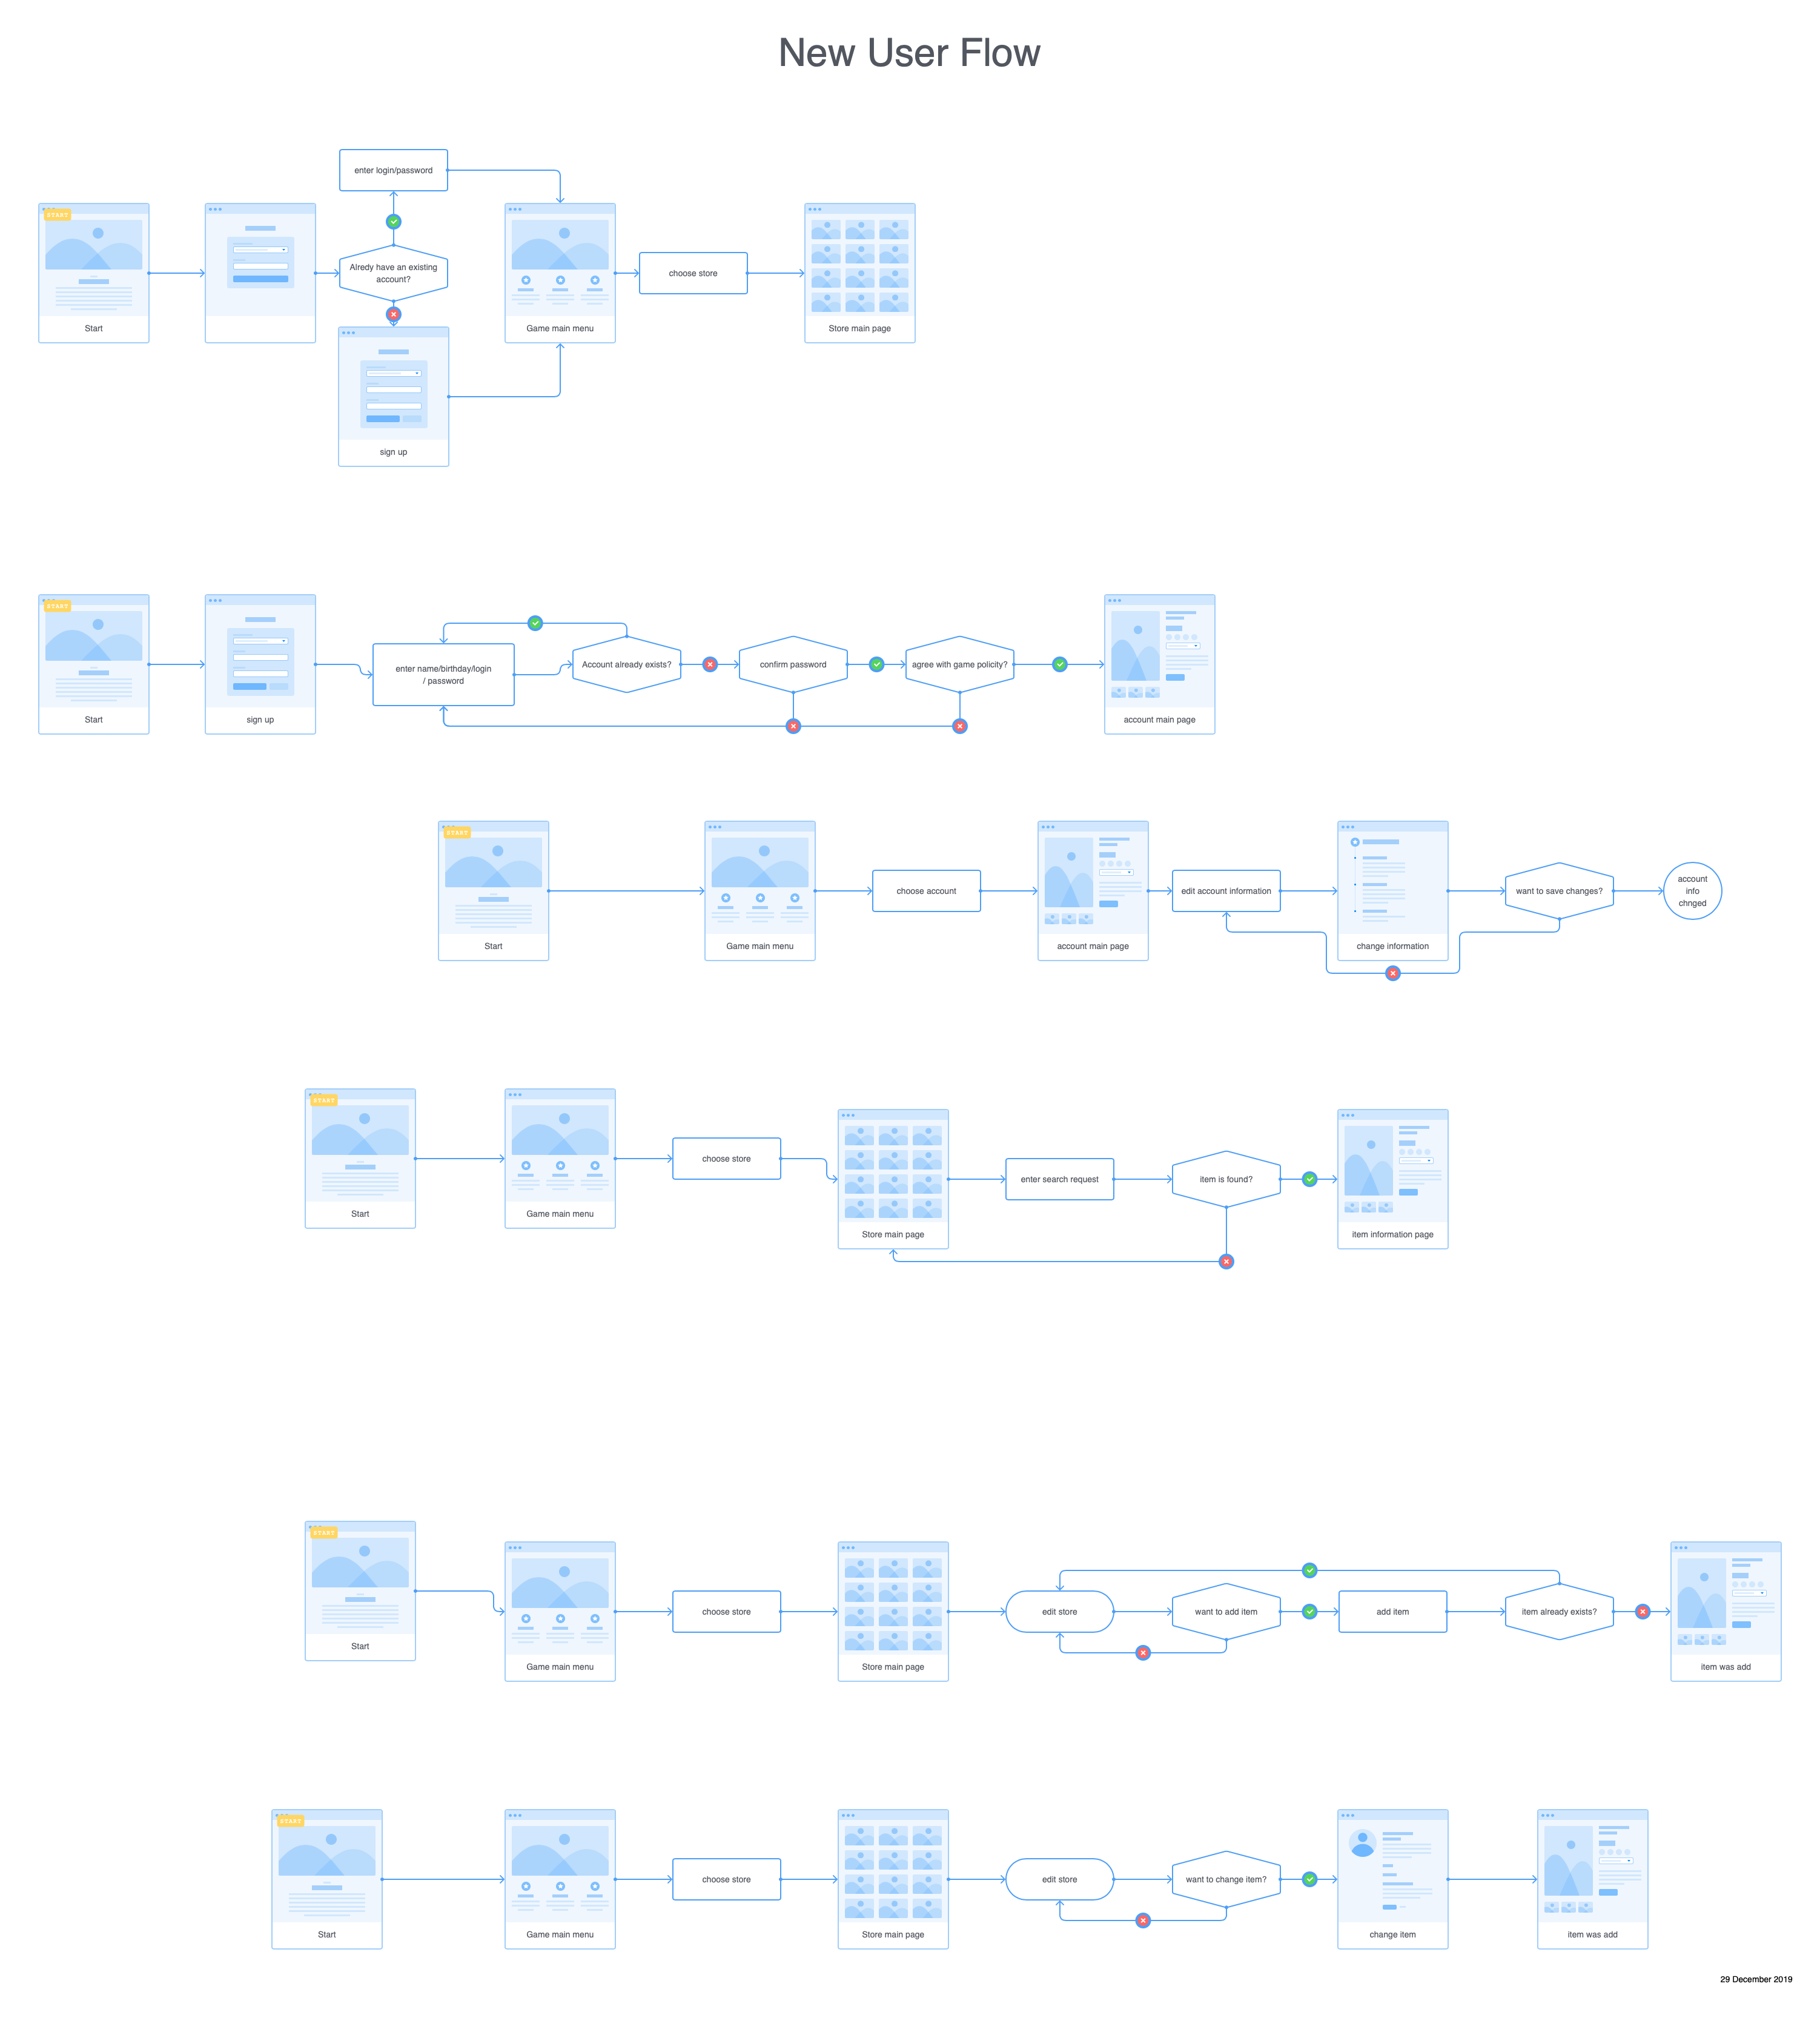 New User Flow
enter login/password
START
Alredy have an existing
account?
choose store
Start
Game main menu
Store main page
sign up
START
enter name/birthday/login
/ password
Account already exists?
confirm password
agree with game policity?
Start
sign up
account main page
START
choose account
edit account information
want to save changes?
account
info
chnged
Start
Game main menu
account main page
change information
START
choose store
enter search request
item is found?
Start
Game main menu
Store main page
item information page
START
choose store
edit store
want to add item
add item
item already exists?
Start
Game main menu
Store main page
item was add
START
choose store
edit store
want to change item?
Start
Game main menu
Store main page
change item
item was add
29 December 2019